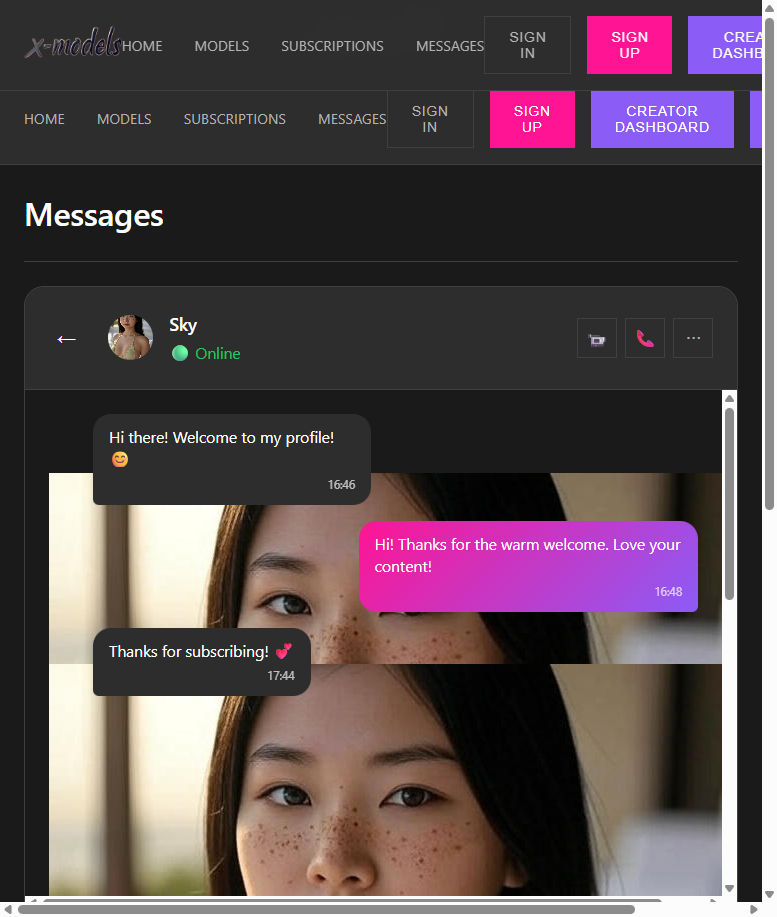 x-models
HOME
MODELS
SUBSCRIPTIONS
MESSAGES
SIGN
IN
SIGN
UP
HOME
MODELS
SUBSCRIPTIONS
MESSAGES
SIGN
IN
SIGN
UP
CREATOR
DASHBOARD
Messages
←
Sky
Online
...
Hi there! Welcome to my profile!
😊
16:46
Hi! Thanks for the warm welcome. Love your
content!
16:48
Thanks for subscribing! 💕
17:44